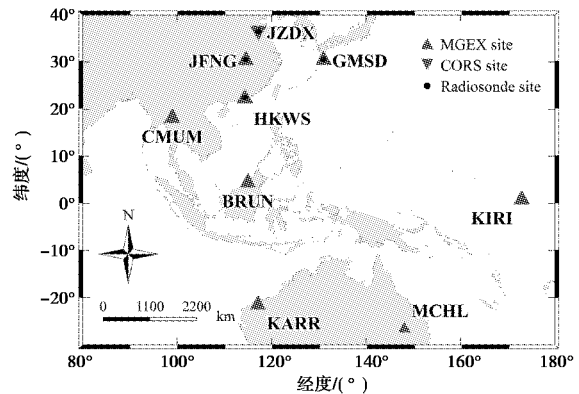 40°
30°
20°
10°
0°
−10°
−20°
纬度/(°)
JZDX
JFNG
GMSD
HKWS
CMUM
BRUN
KIRI
KARR
MCHL
MGEX site
CORS site
Radiosonde site
N
0 1100 2200
km
80° 100° 120° 140° 160° 180°
经度/(°)